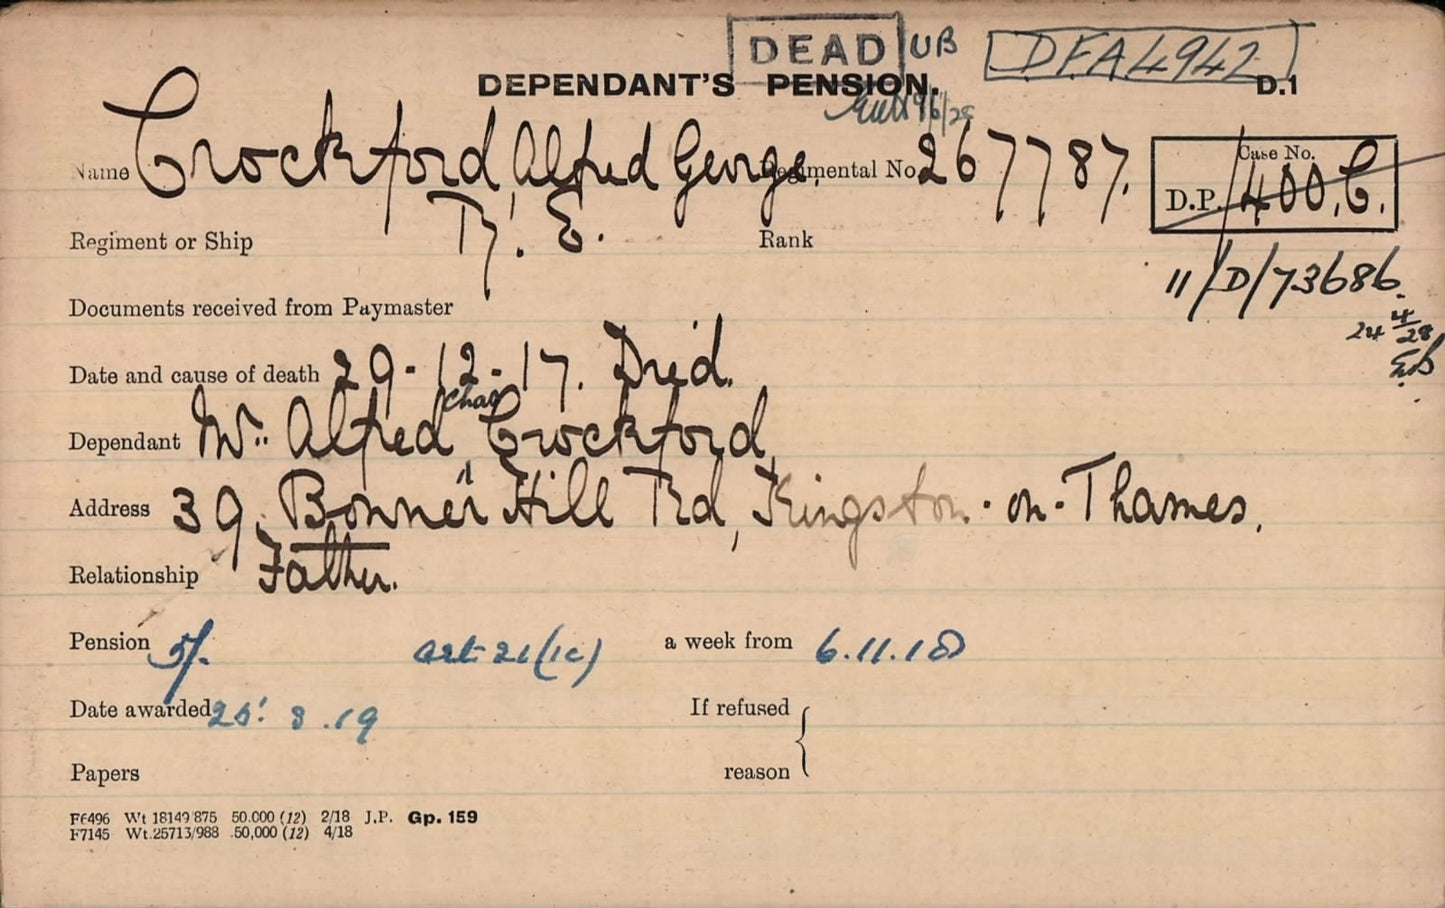 DEAD UB DFA4942
DEPENDANT'S PENSION. D.1
9/6/28
Name Crockford, Alfred George. Regimental No. 267787. Case No. D.P. 400,C.
Regiment or Ship R. E. Rank
11/D/73686.
Documents received from Paymaster
24 4/28
EB
Date and cause of death 29-12-17. Died.
Chas
Dependant Mr. Alfred Crockford,
Address 39, Bonner Hill Rd, Kingston-on-Thames,
Relationship Father.
Pension 5/- Art 21(1c) a week from 6.11.18
Date awarded 25. 8.19 If refused
Papers reason
F6496 Wt 18149/875 50.000 (12) 2/18 J.P. Gp. 159
F7145 Wt.25713/988 50,000 (12) 4/18